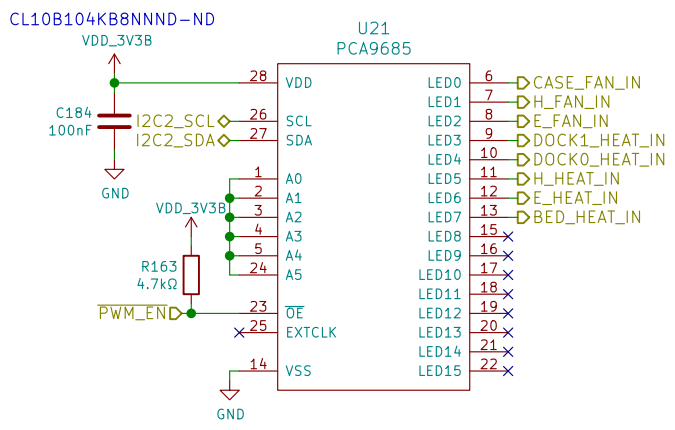 CL10B104KB8NNND-ND
VDD_3V3B
C184
100nF
GND
I2C2_SCL
I2C2_SDA
VDD_3V3B
R163
4.7kΩ
PWM_EN
GND
U21
PCA9685
28 VDD
26 SCL
27 SDA
1 A0
2 A1
3 A2
4 A3
5 A4
24 A5
23 OE
25 EXTCLK
14 VSS
LED0 6 CASE_FAN_IN
LED1 7 H_FAN_IN
LED2 8 E_FAN_IN
LED3 9 DOCK1_HEAT_IN
LED4 10 DOCK0_HEAT_IN
LED5 11 H_HEAT_IN
LED6 12 E_HEAT_IN
LED7 13 BED_HEAT_IN
LED8 15
LED9 16
LED10 17
LED11 18
LED12 19
LED13 20
LED14 21
LED15 22